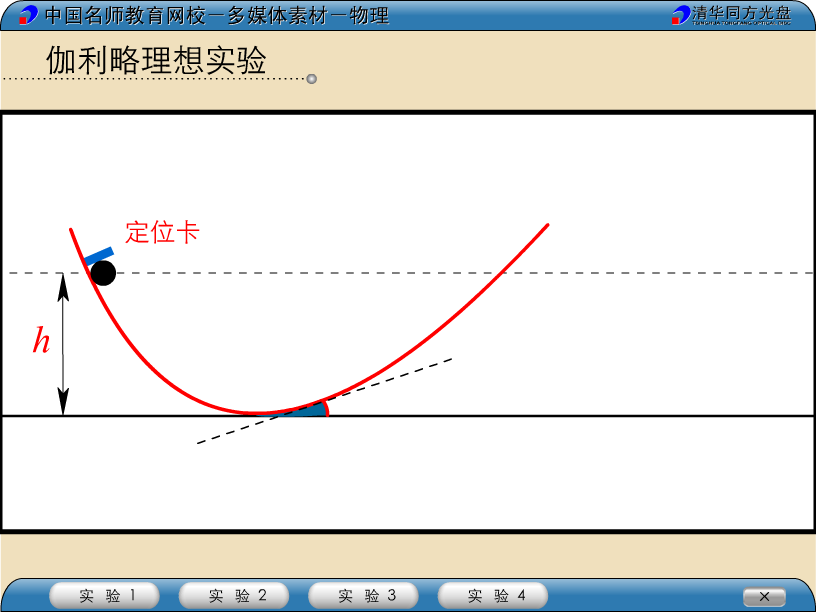 中国名师教育网校－多媒体素材－物理
清华同方光盘
伽利略理想实验
定位卡
h
实 验 1
实 验 2
实 验 3
实 验 4